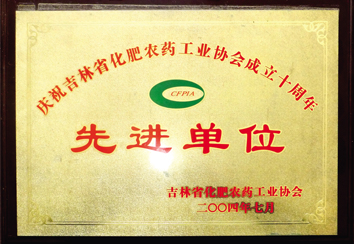 庆祝吉林省化肥农药工业协会成立十周年
CFPIA
先进单位
吉林省化肥农药工业协会
二〇〇四年七月